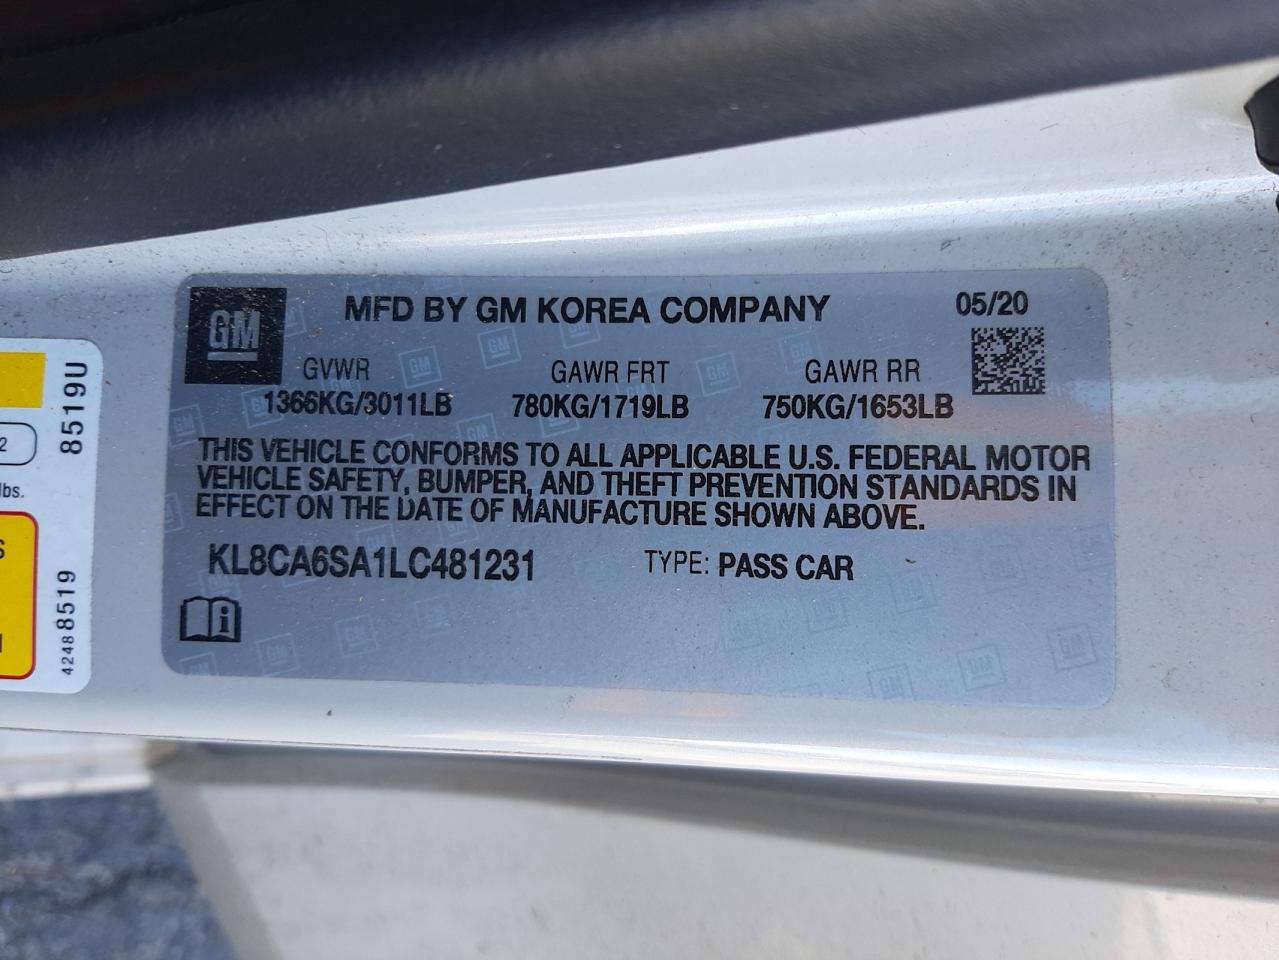 GM
MFD BY GM KOREA COMPANY
05/20
GVWR
GAWR FRT
GAWR RR
1366KG/3011LB
780KG/1719LB
750KG/1653LB
THIS VEHICLE CONFORMS TO ALL APPLICABLE U.S. FEDERAL MOTOR
VEHICLE SAFETY, BUMPER, AND THEFT PREVENTION STANDARDS IN
EFFECT ON THE DATE OF MANUFACTURE SHOWN ABOVE.
KL8CA6SA1LC481231
TYPE: PASS CAR
i
8519U
42488519
2
lbs.
S